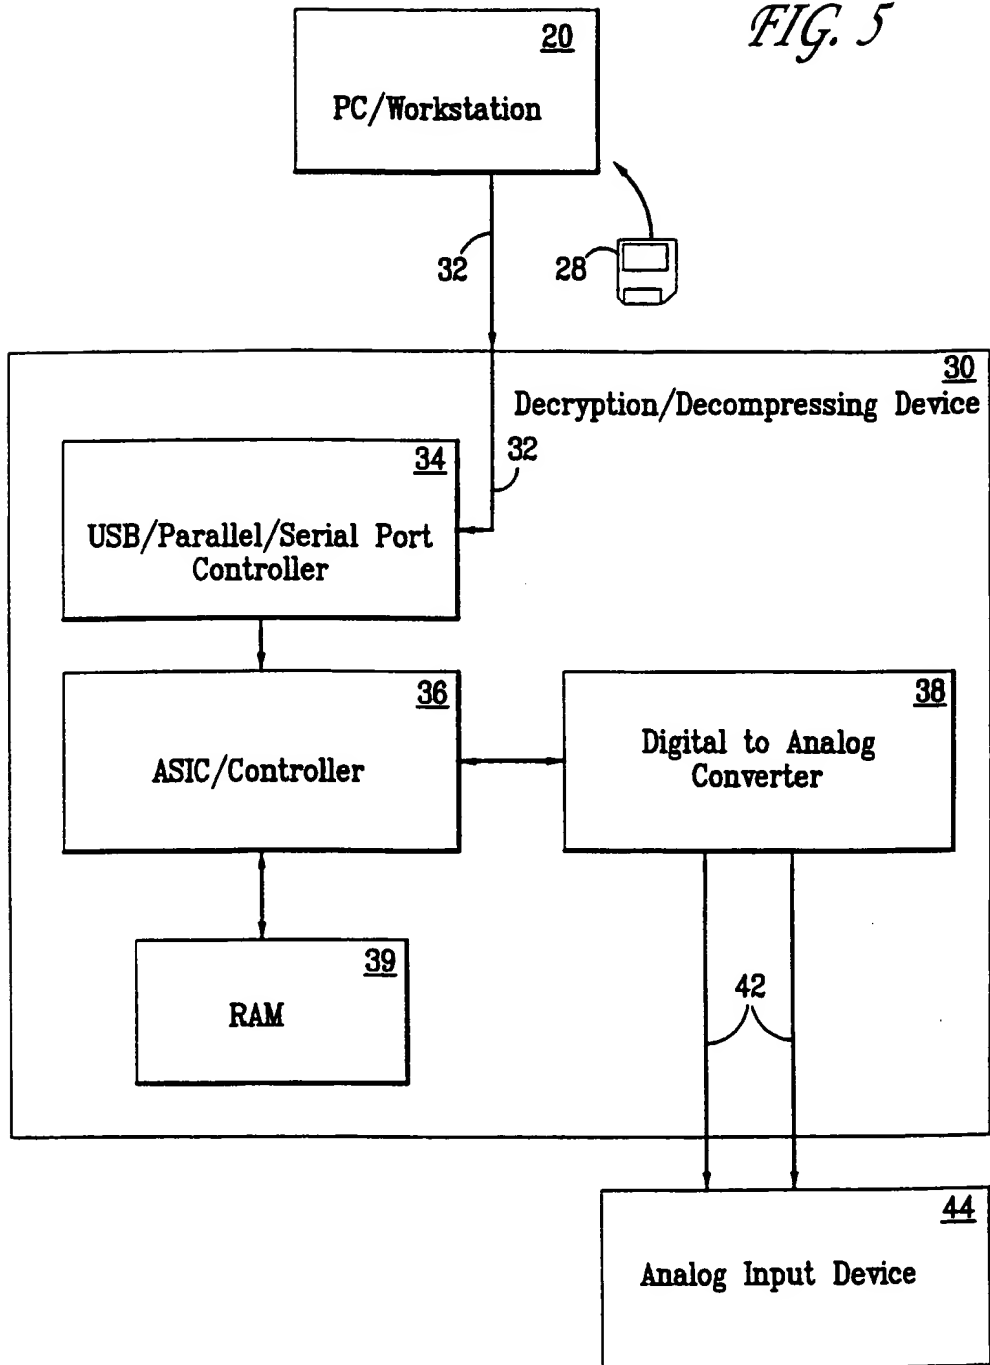 FIG. 5
20
PC/Workstation
32
28
30
Decryption/Decompressing Device
34
32
USB/Parallel/Serial Port
Controller
36
ASIC/Controller
38
Digital to Analog
Converter
39
RAM
42
44
Analog Input Device